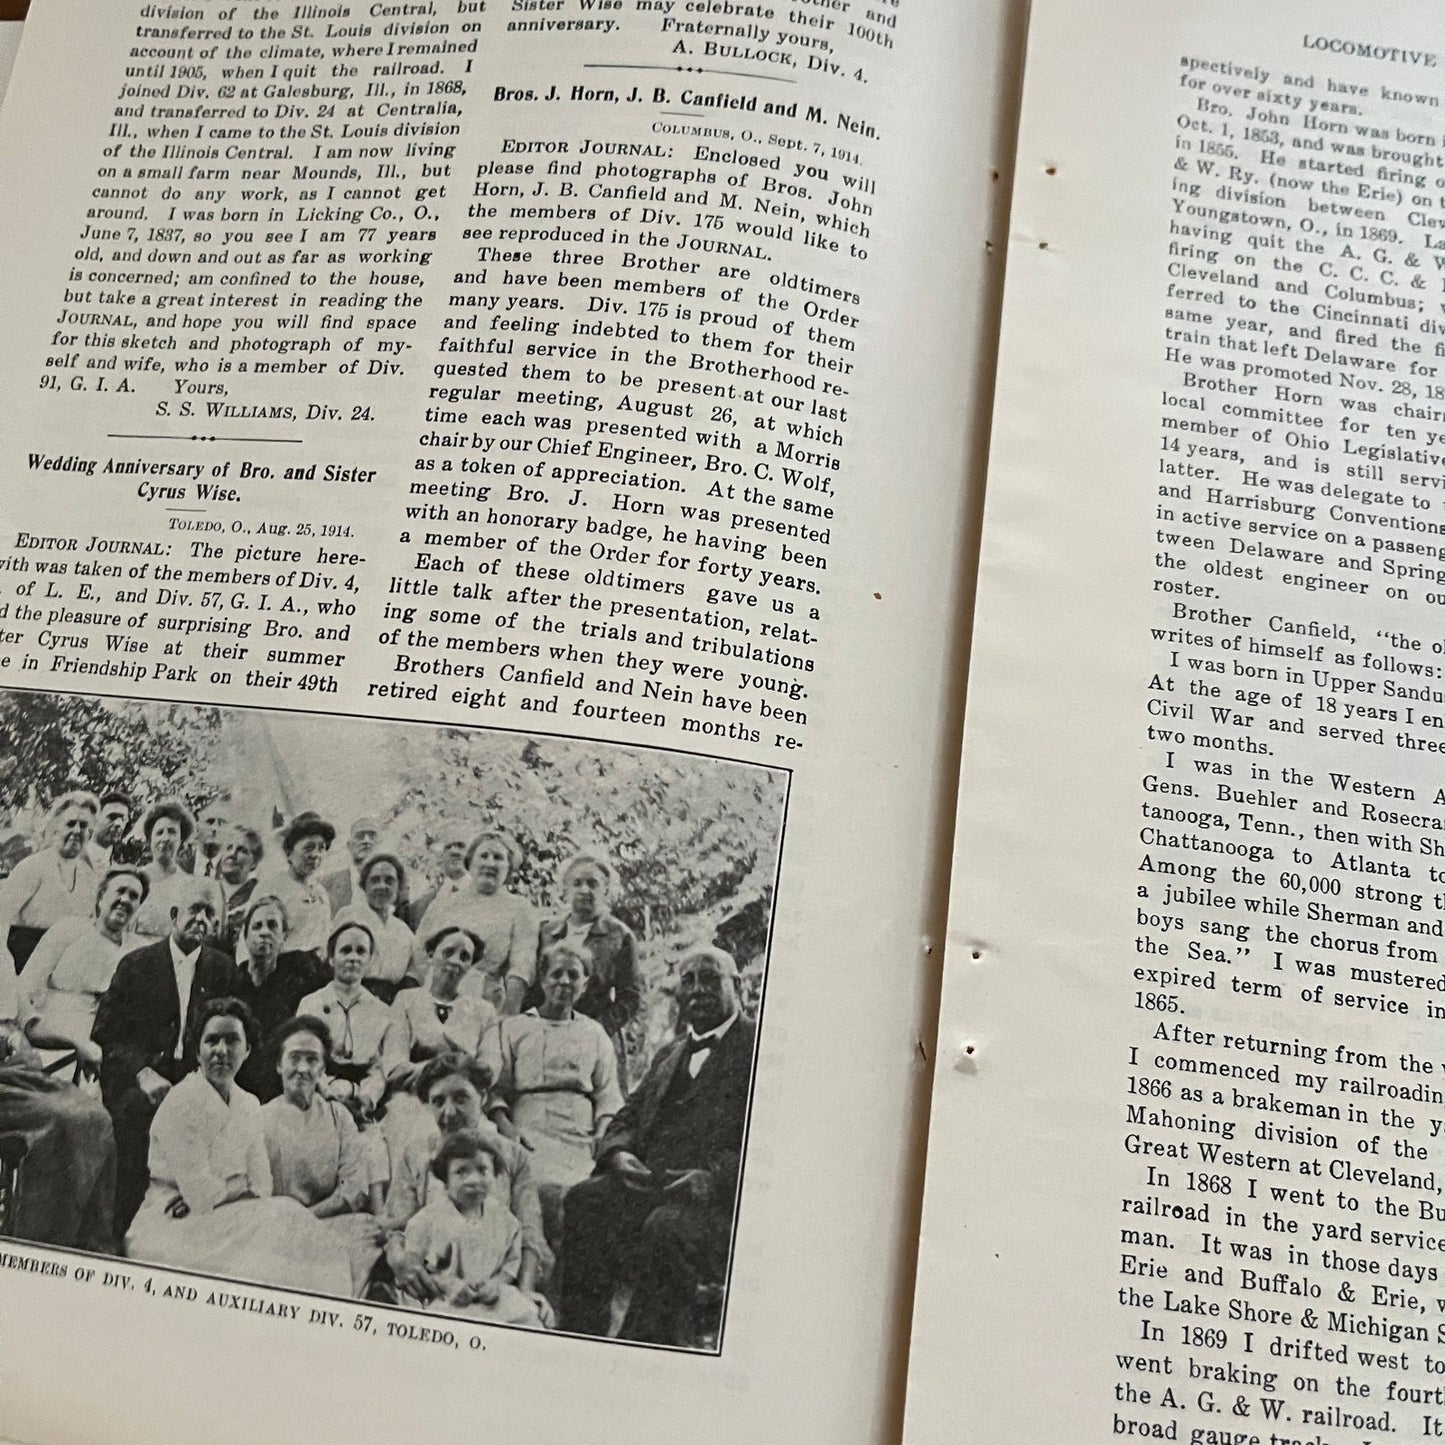 division of the Illinois Central, but
transferred to the St. Louis division on
account of the climate, where I remained
until 1905, when I quit the railroad. I
joined Div. 62 at Galesburg, Ill., in 1868,
and transferred to Div. 24 at Centralia,
Ill., when I came to the St. Louis division
of the Illinois Central. I am now living
on a small farm near Mounds, Ill., but
cannot do any work, as I cannot get
around. I was born in Licking Co., O.,
June 7, 1837, so you see I am 77 years
old, and down and out as far as working
is concerned; am confined to the house,
but take a great interest in reading the
JOURNAL, and hope you will find space
for this sketch and photograph of my-
self and wife, who is a member of Div.
91, G. I. A. Yours,
S. S. WILLIAMS, Div. 24.
Wedding Anniversary of Bro. and Sister
Cyrus Wise.
TOLEDO, O., Aug. 25, 1914.
EDITOR JOURNAL: The picture here-
with was taken of the members of Div. 4,
of L. E., and Div. 57, G. I. A., who
the pleasure of surprising Bro. and
Cyrus Wise at their summer
in Friendship Park on their 49th
Sister Wise may celebrate their 100th
anniversary. Fraternally yours,
A. BULLOCK, Div. 4.
Bros. J. Horn, J. B. Canfield and M. Nein.
COLUMBUS, O., Sept. 7, 1914.
EDITOR JOURNAL: Enclosed you will
please find photographs of Bros. John
Horn, J. B. Canfield and M. Nein, which
the members of Div. 175 would like to
see reproduced in the JOURNAL.
These three Brother are oldtimers
and have been members of the Order
many years. Div. 175 is proud of them
and feeling indebted to them for their
faithful service in the Brotherhood re-
quested them to be present at our last
regular meeting, August 26, at which
time each was presented with a Morris
chair by our Chief Engineer, Bro. C. Wolf,
as a token of appreciation. At the same
meeting Bro. J. Horn was presented
with an honorary badge, he having been
a member of the Order for forty years.
Each of these oldtimers gave us a
little talk after the presentation, relat-
ing some of the trials and tribulations
of the members when they were young.
Brothers Canfield and Nein have been
retired eight and fourteen months re-
MEMBERS OF DIV. 4, AND AUXILIARY DIV. 57, TOLEDO, O.
LOCOMOTIVE
spectively and have known
for over sixty years.
Bro. John Horn was born
Oct. 1, 1853, and was brought
in 1855. He started firing
& W. Ry. (now the Erie) on
ing division between
Youngstown, O., in 1869.
having quit the A. G. &
firing on the C. C. C. &
Cleveland and Columbus;
ferred to the Cincinnati
same year, and fired the
train that left Delaware for
He was promoted Nov. 28,
Brother Horn was
local committee for ten
member of Ohio Legislative
14 years, and is still
latter. He was delegate to
and Harrisburg Conventions
in active service on a
tween Delaware and
the oldest engineer on
roster.
Brother Canfield, "the
writes of himself as follows:
I was born in Upper
At the age of 18 years I
Civil War and served three
two months.
I was in the Western
Gens. Buehler and
tanooga, Tenn., then with
Chattanooga to Atlanta
Among the 60,000 strong
a jubilee while Sherman and
boys sang the chorus from
the Sea." I was mustered
expired term of service in
1865.
After returning from the
I commenced my
1866 as a brakeman in the
Mahoning division of the
Great Western at Cleveland,
In 1868 I went to the
railroad in the yard service
man. It was in those days
Erie and Buffalo & Erie,
the Lake Shore & Michigan
In 1869 I drifted west to
went braking on the
the A. G. & W. railroad. It
broad gauge